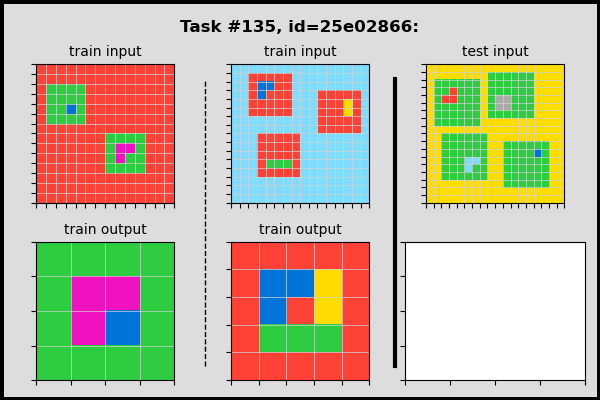 Task #135, id=25e02866:
train input
train input
test input
train output
train output